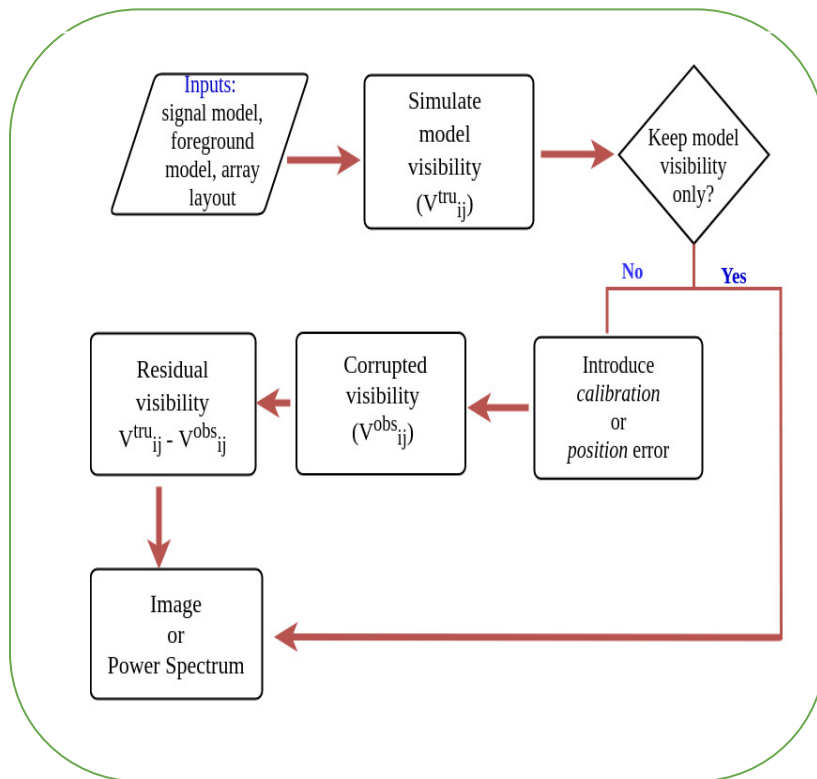 Inputs:
signal model,
foreground
model, array
layout
Simulate
model
visibility
(V^tru_ij)
Keep model
visibility
only?
No
Yes
Introduce
calibration
or
position error
Corrupted
visibility
(V^obs_ij)
Residual
visibility
V^tru_ij - V^obs_ij
Image
or
Power Spectrum